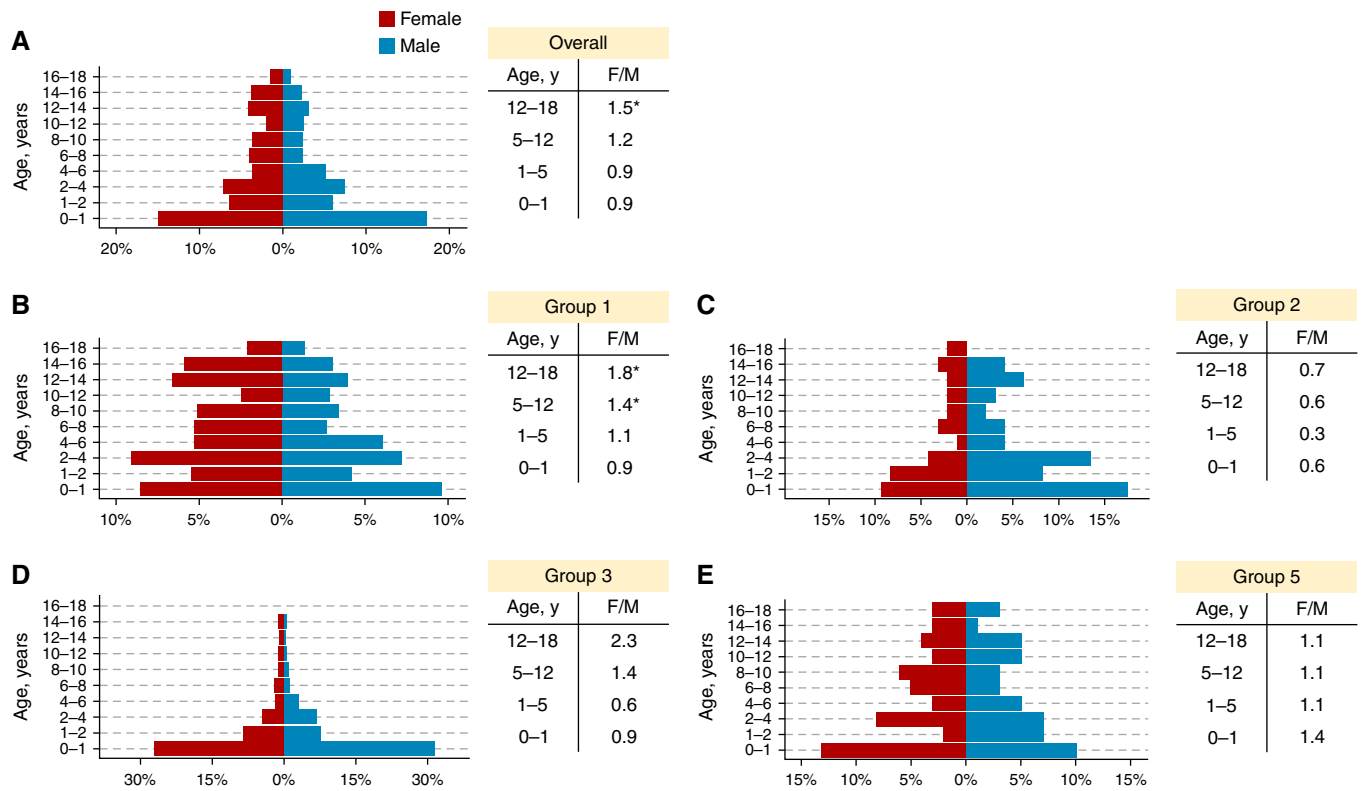 Female
Male
A
Overall
Age, y F/M
12–18 1.5*
5–12 1.2
1–5 0.9
0–1 0.9
Age, years
16–18
14–16
12–14
10–12
8–10
6–8
4–6
2–4
1–2
0–1
20% 10% 0% 10% 20%
B
Group 1
Age, y F/M
12–18 1.8*
5–12 1.4*
1–5 1.1
0–1 0.9
Age, years
16–18
14–16
12–14
10–12
8–10
6–8
4–6
2–4
1–2
0–1
10% 5% 0% 5% 10%
C
Group 2
Age, y F/M
12–18 0.7
5–12 0.6
1–5 0.3
0–1 0.6
Age, years
16–18
14–16
12–14
10–12
8–10
6–8
4–6
2–4
1–2
0–1
15% 10% 5% 0% 5% 10% 15%
D
Group 3
Age, y F/M
12–18 2.3
5–12 1.4
1–5 0.6
0–1 0.9
Age, years
16–18
14–16
12–14
10–12
8–10
6–8
4–6
2–4
1–2
0–1
30% 15% 0% 15% 30%
E
Group 5
Age, y F/M
12–18 1.1
5–12 1.1
1–5 1.1
0–1 1.4
Age, years
16–18
14–16
12–14
10–12
8–10
6–8
4–6
2–4
1–2
0–1
15% 10% 5% 0% 5% 10% 15%